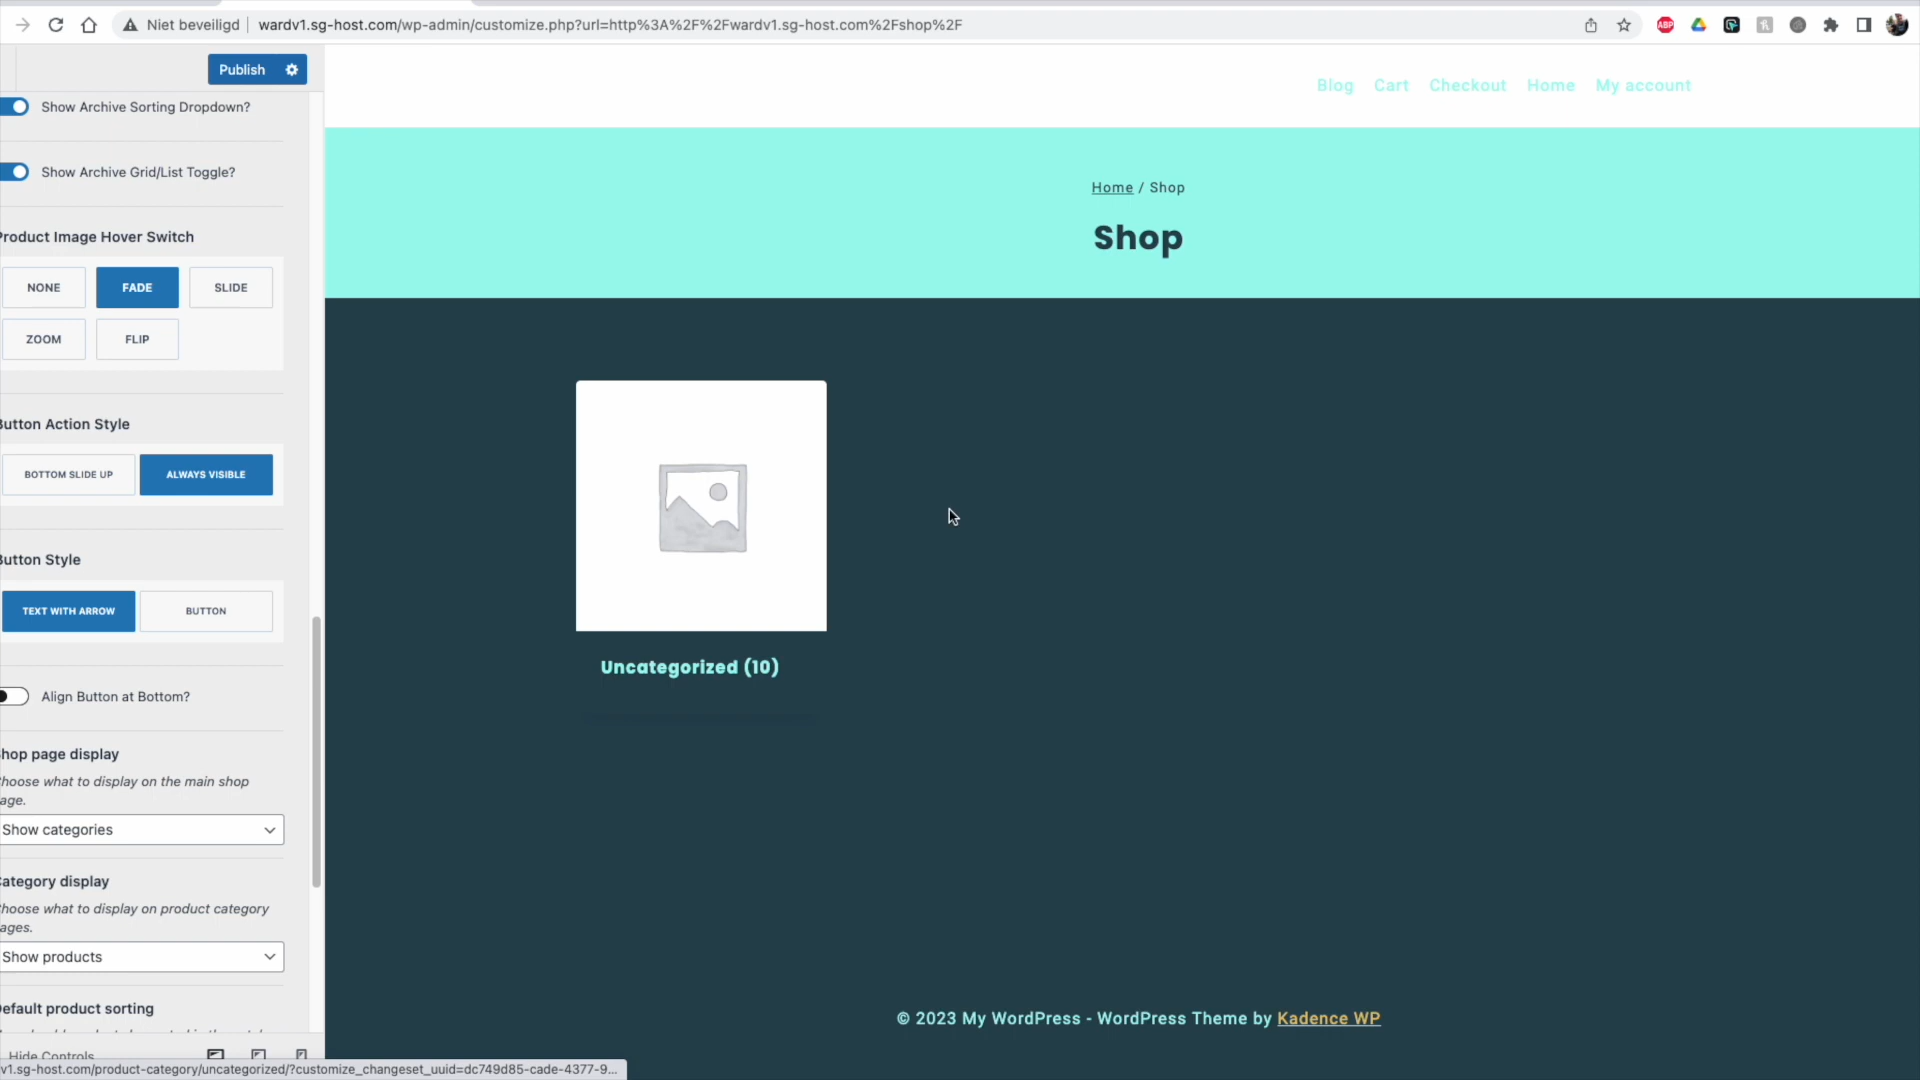 Niet beveiligd
wardv1.sg-host.com/wp-admin/customize.php?url=http%3A%2F%2Fwardv1.sg-host.com%2Fshop%2F
ABP
Publish
Show Archive Sorting Dropdown?
Show Archive Grid/List Toggle?
Product Image Hover Switch
NONE
FADE
SLIDE
ZOOM
FLIP
Button Action Style
BOTTOM SLIDE UP
ALWAYS VISIBLE
Button Style
TEXT WITH ARROW
BUTTON
Align Button at Bottom?
hop page display
hoose what to display on the main shop
age.
Show categories
ategory display
hoose what to display on product category
ages.
Show products
efault product sorting
Hide Controls
v1.sg-host.com/product-category/uncategorized/?customize_changeset_uuid=dc749d85-cade-4377-9...
Blog
Cart
Checkout
Home
My account
Home / Shop
Shop
Uncategorized (10)
© 2023 My WordPress - WordPress Theme by Kadence WP